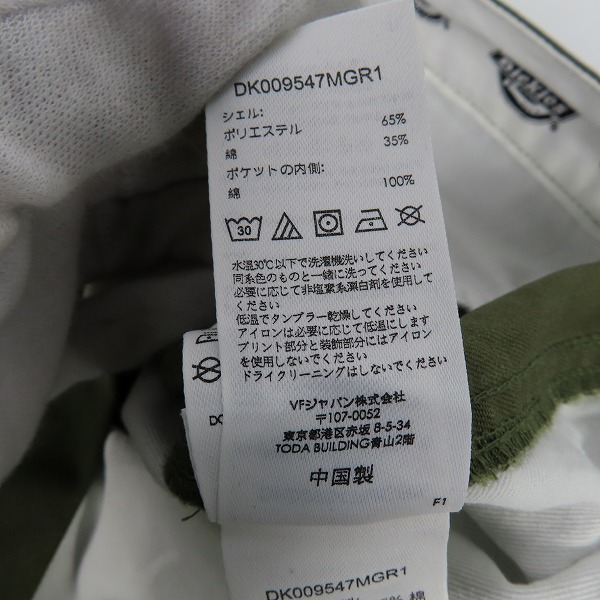 DK009547MGR1
シェル:
ポリエステル 65%
綿 35%
ポケットの内側:
綿 100%
30
水温30℃以下で洗濯機洗いしてください
同系色のものと一緒に洗ってください
必要に応じて非塩素系漂白剤を使用して
ください
低温でタンブラー乾燥してください
アイロンは必要に応じて低温にします
プリント部分と装飾部分にはアイロン
を使用しないでください
ドライクリーニングはしないでください
VFジャパン株式会社
〒107-0052
東京都港区赤坂 8-5-34
TODA BUILDING青山2階
中国製
F1
DK009547MGR1
% 綿